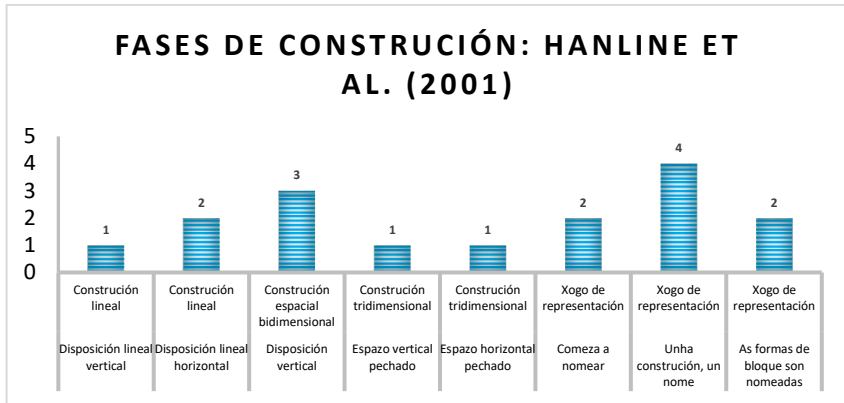 FASES DE CONSTRUCIÓN: HANLINE ET
AL. (2001)
5
4
3
2
1
0
1
2
3
1
1
2
4
2
Construción
lineal
Construción
lineal
Construción
espacial
bidimensional
Construción
tridimensional
Construción
tridimensional
Xogo de
representación
Xogo de
representación
Xogo de
representación
Disposición lineal
vertical
Disposición lineal
horizontal
Disposición
vertical
Espazo vertical
pechado
Espazo horizontal
pechado
Comeza a
nomear
Unha
construción, un
nome
As formas de
bloque son
nomeadas